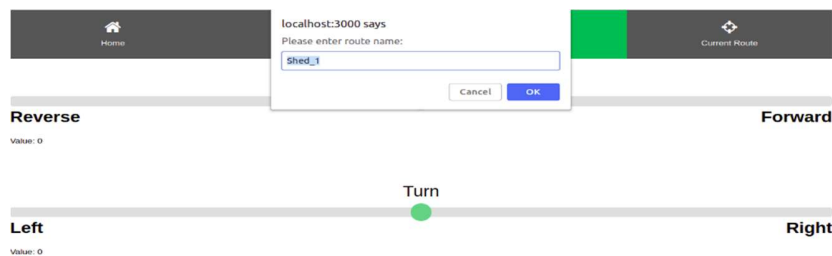 localhost:3000 says
Please enter route name:
Shed_1
Cancel OK
Home Current Route
Reverse Forward
Value: 0
Turn
Left Right
Value: 0